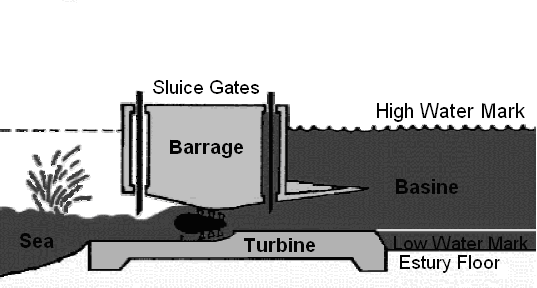 Sluice Gates
High Water Mark
Barrage
Basine
Sea
Turbine
Low Water Mark
Estury Floor